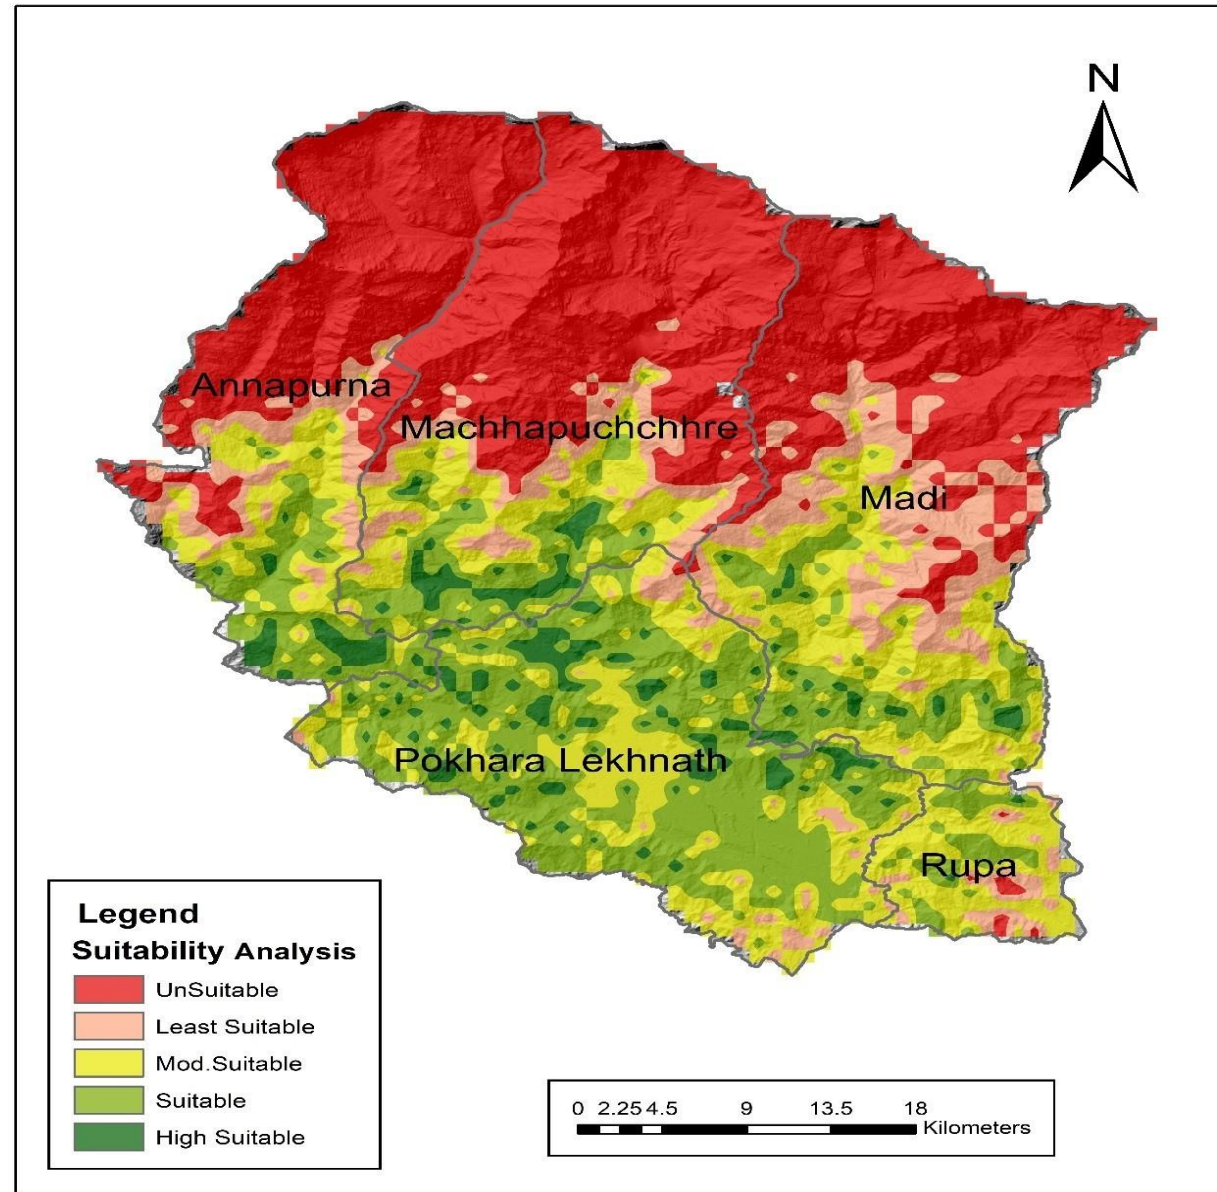 N
Annapurna
Machhapuchchhre
Madi
Pokhara Lekhnath
Rupa
Legend
Suitability Analysis
UnSuitable
Least Suitable
Mod.Suitable
Suitable
High Suitable
0 2.25 4.5 9 13.5 18
Kilometers